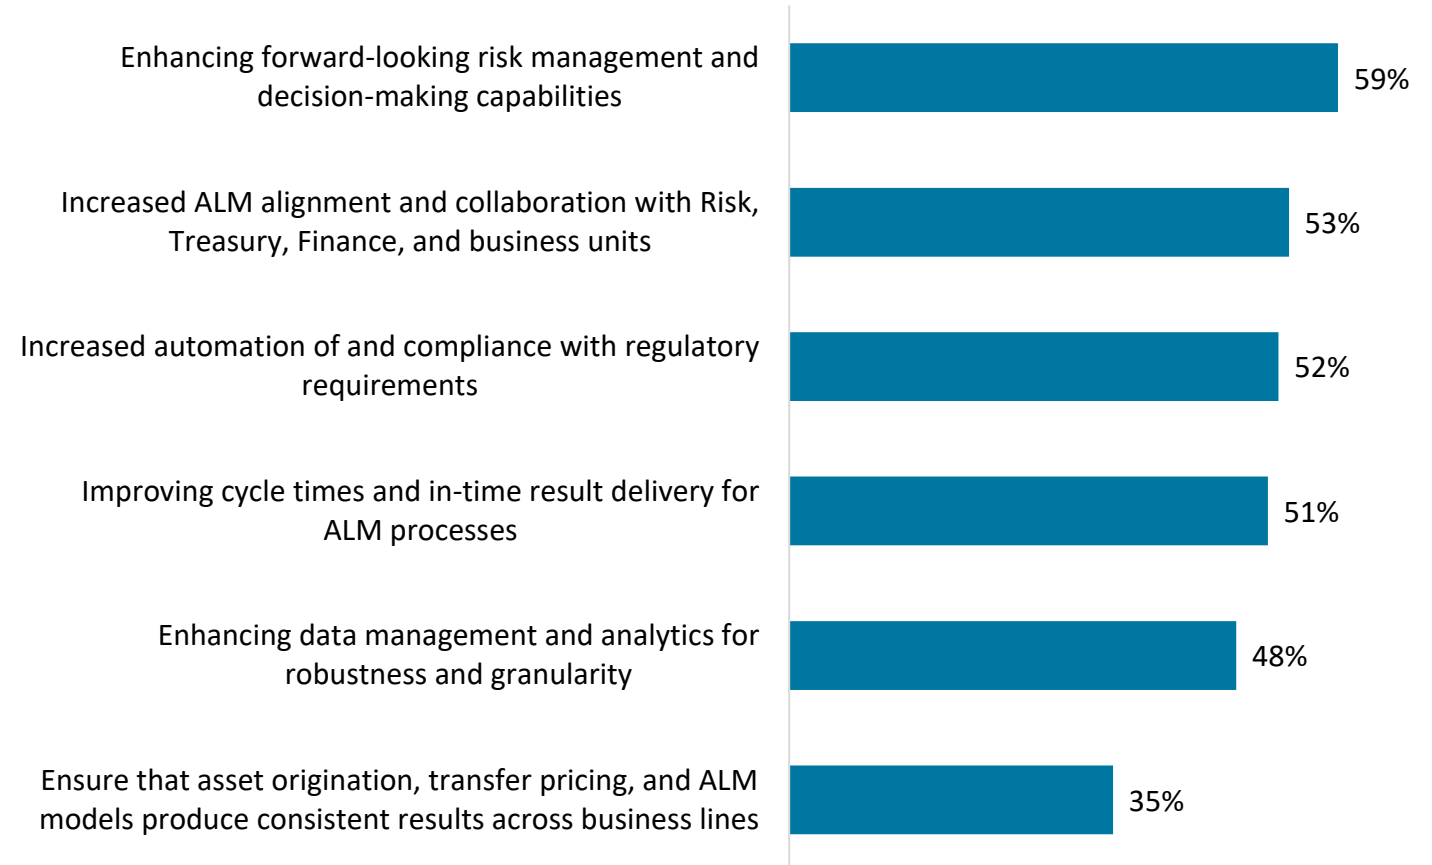 Enhancing forward-looking risk management and
decision-making capabilities
59%
Increased ALM alignment and collaboration with Risk,
Treasury, Finance, and business units
53%
Increased automation of and compliance with regulatory
requirements
52%
Improving cycle times and in-time result delivery for
ALM processes
51%
Enhancing data management and analytics for
robustness and granularity
48%
Ensure that asset origination, transfer pricing, and ALM
models produce consistent results across business lines
35%